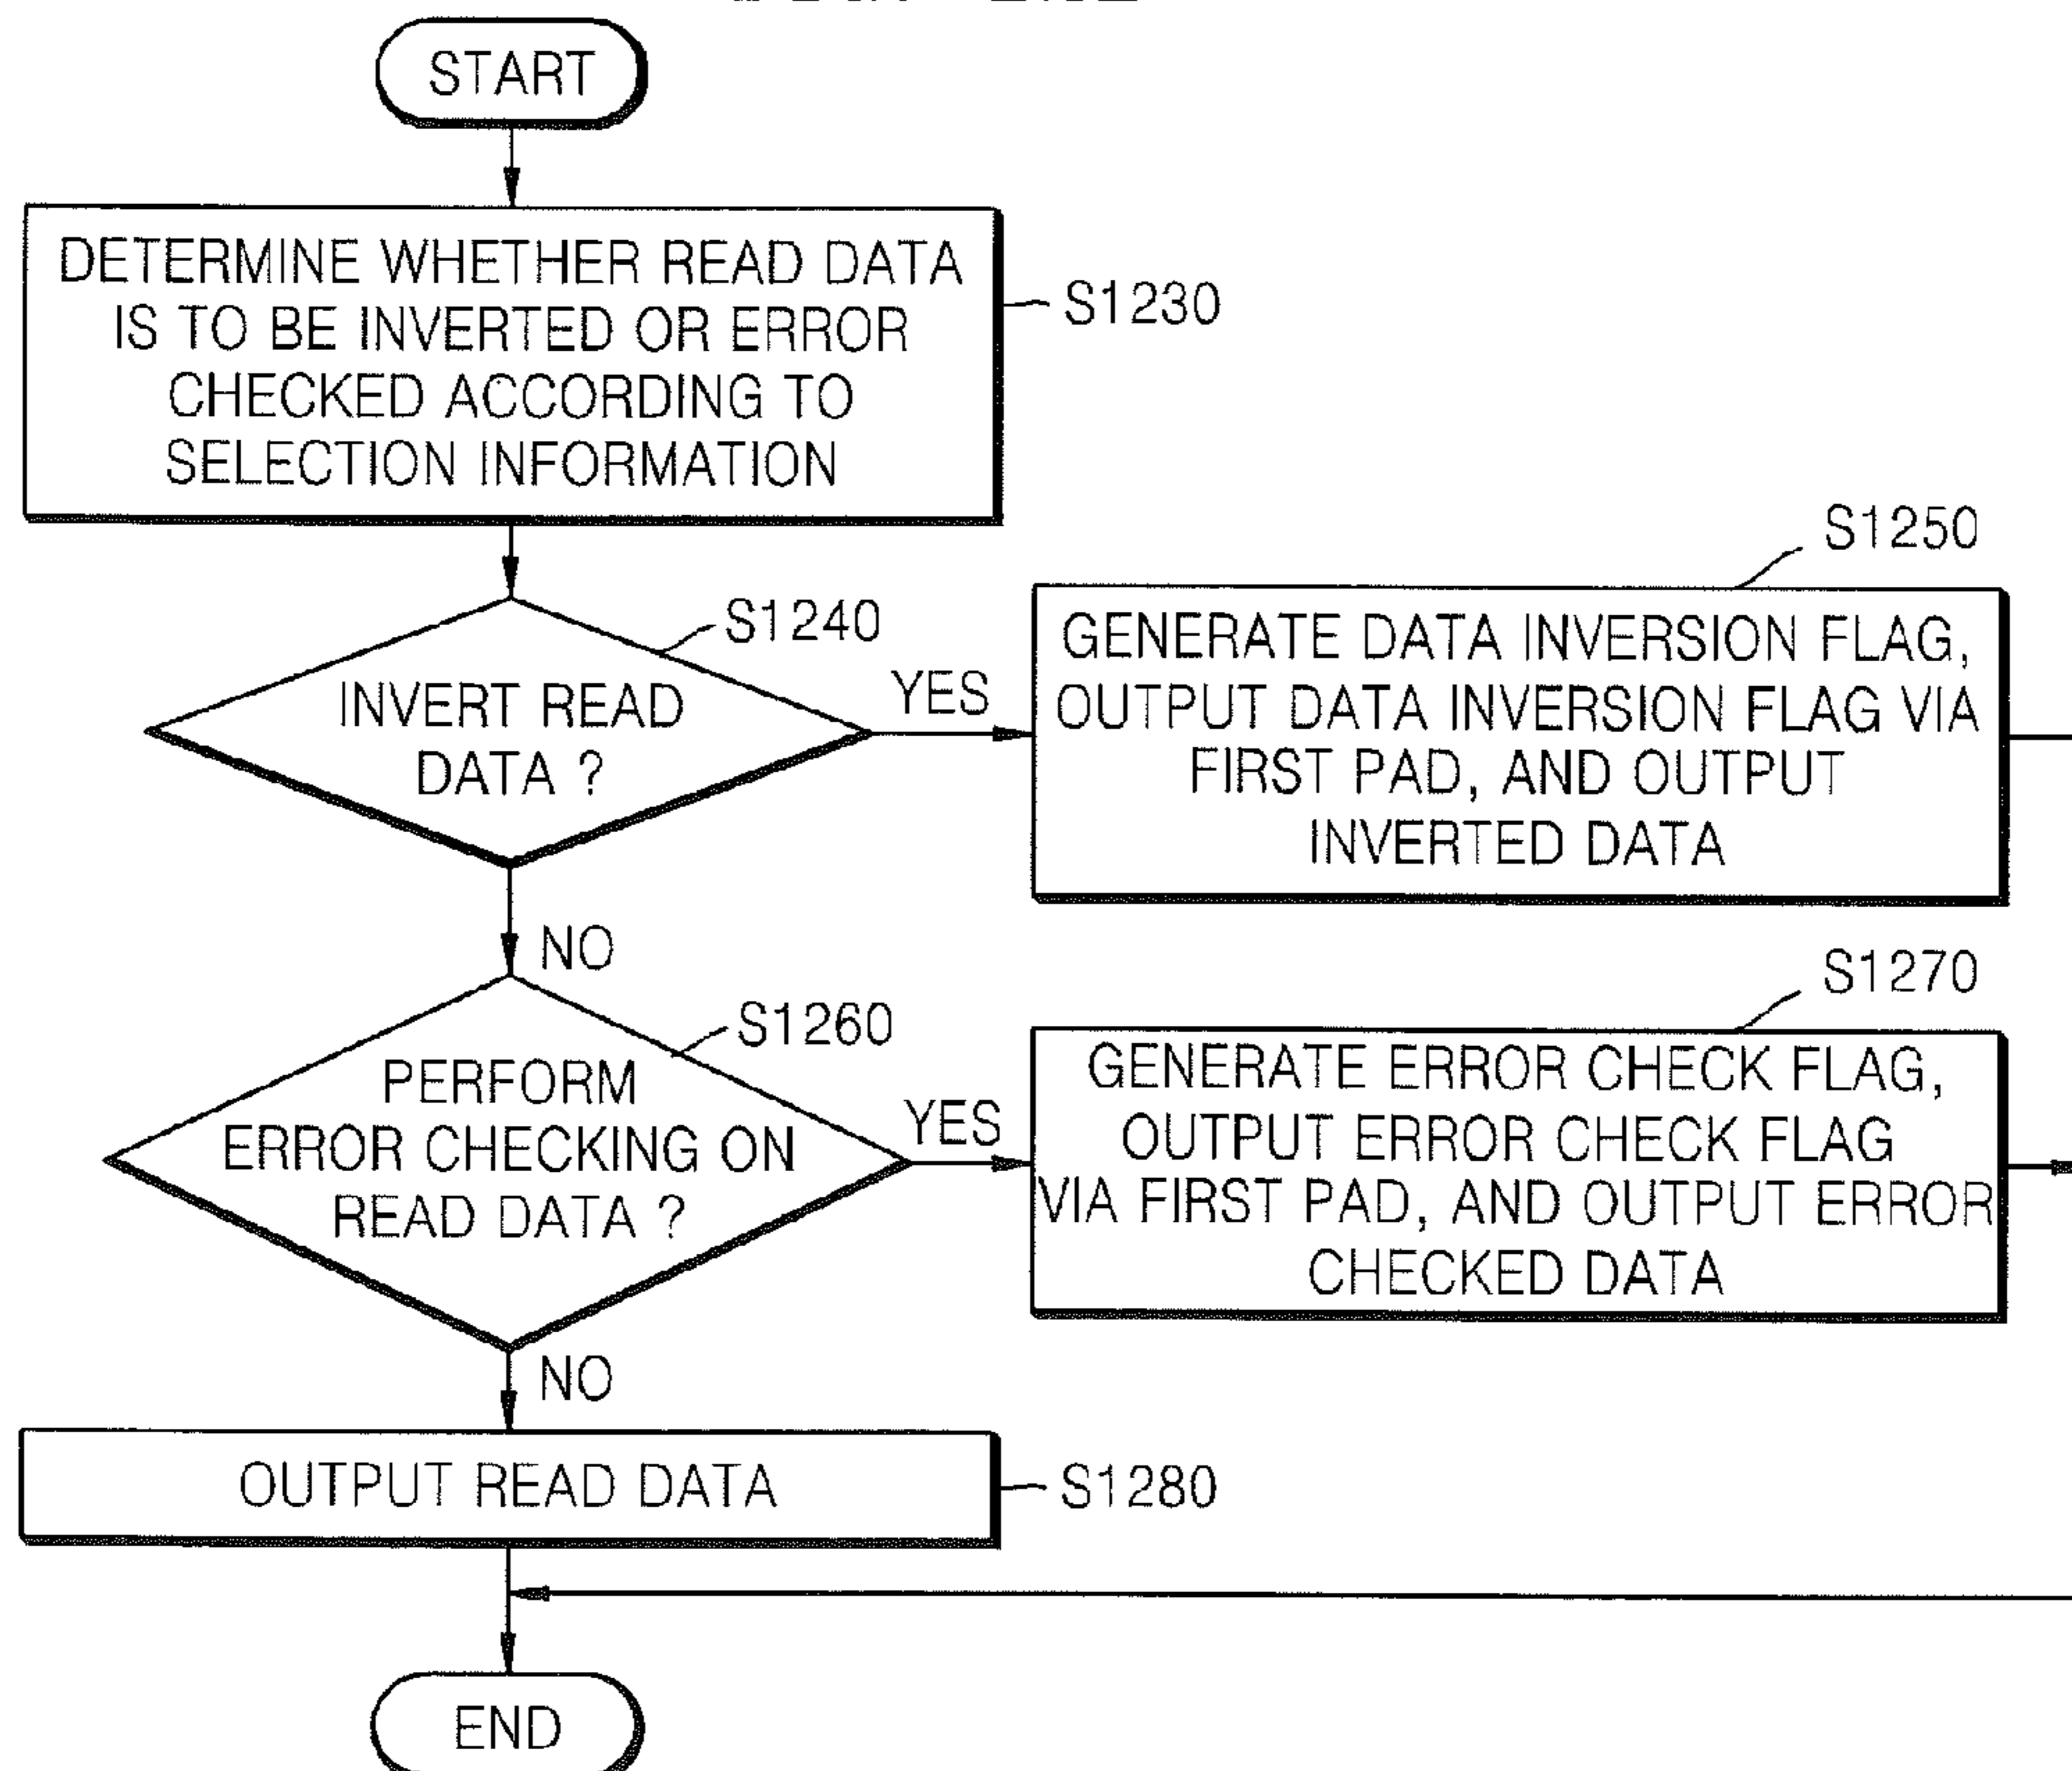 START
DETERMINE WHETHER READ DATA
IS TO BE INVERTED OR ERROR
CHECKED ACCORDING TO
SELECTION INFORMATION
S1230
S1240
INVERT READ
DATA ?
YES
S1250
GENERATE DATA INVERSION FLAG,
OUTPUT DATA INVERSION FLAG VIA
FIRST PAD, AND OUTPUT
INVERTED DATA
NO
S1260
PERFORM
ERROR CHECKING ON
READ DATA ?
YES
S1270
GENERATE ERROR CHECK FLAG,
OUTPUT ERROR CHECK FLAG
VIA FIRST PAD, AND OUTPUT ERROR
CHECKED DATA
NO
OUTPUT READ DATA
S1280
END